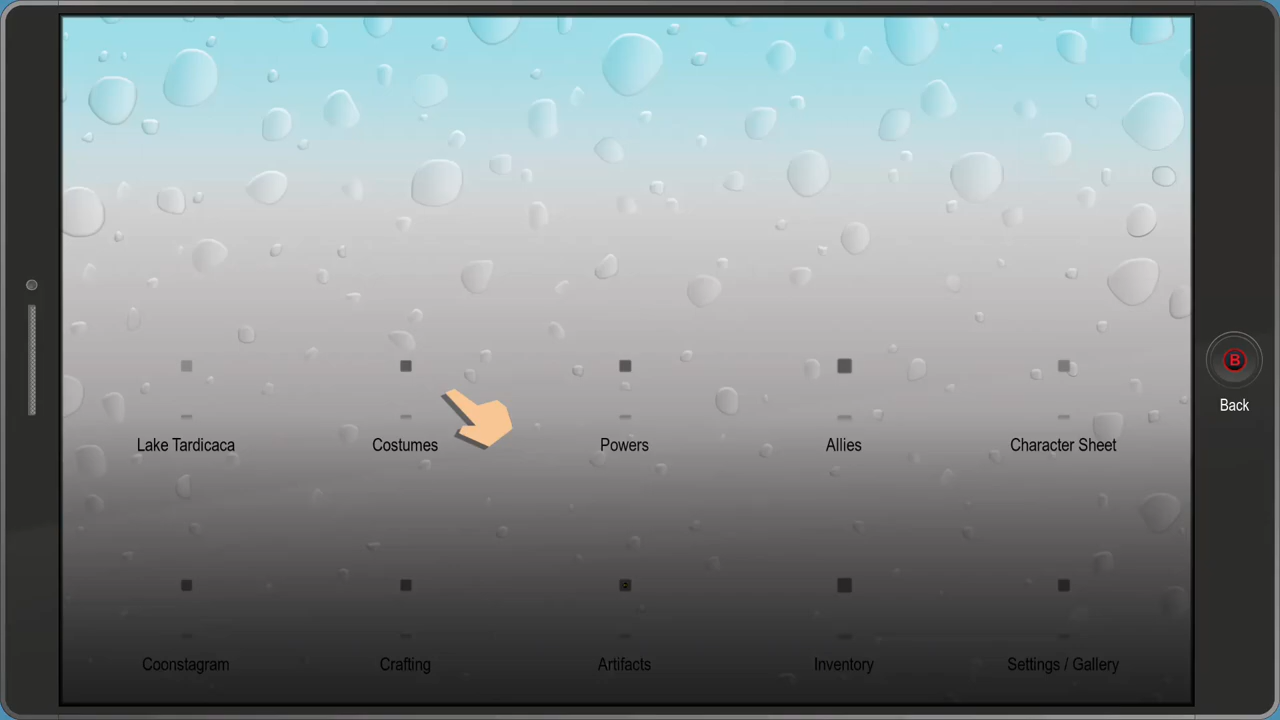 Lake Tardicaca
Costumes
Powers
Allies
Character Sheet
B
Back
Coonstagram
Crafting
Artifacts
Inventory
Settings / Gallery